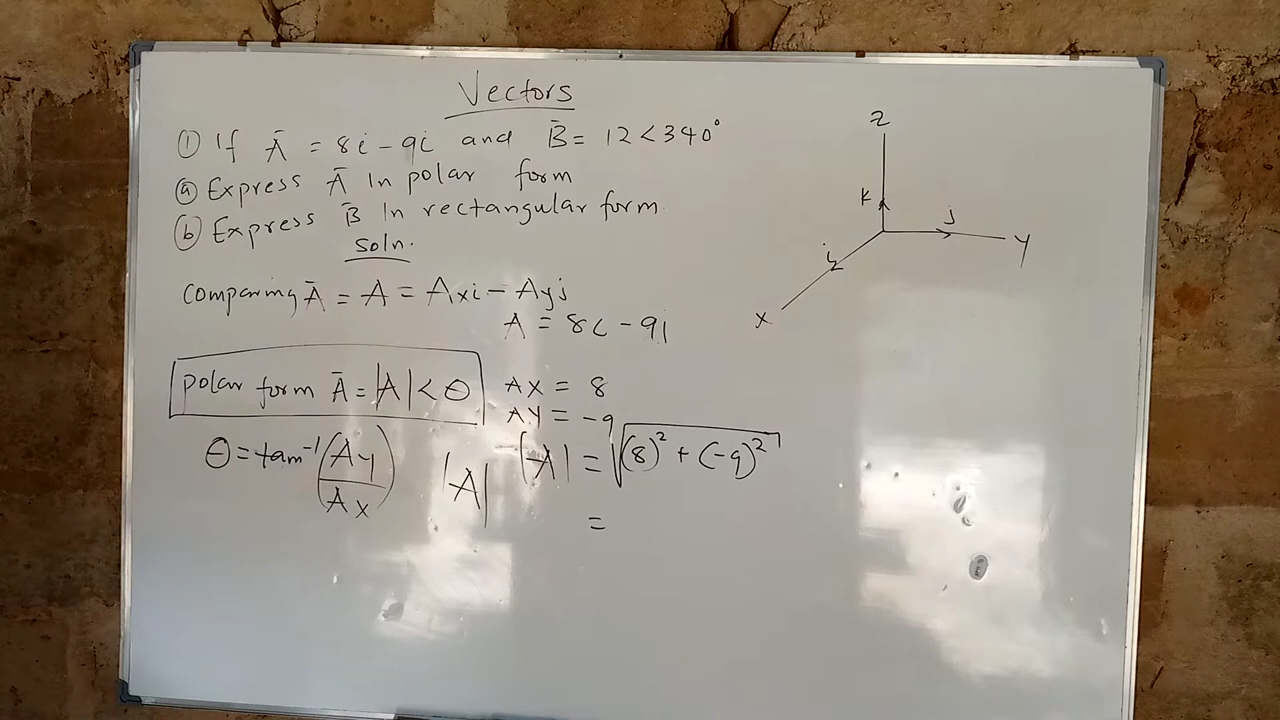 Vectors
① If Ā = 8i - 9i and B̄ = 12 < 340°
ⓐ Express Ā In polar form
ⓑ Express B̄ In rectangular form.
Soln.
Comparing Ā = A = Axi - Ayj
A = 8i - 9j
polar form Ā = |A| < Θ
AX = 8
AY = -9
Θ = tan⁻¹(Ay/Ax)
|A|
|A| = √(8)² + (-9)²
=
Z
K
j
Y
i
X